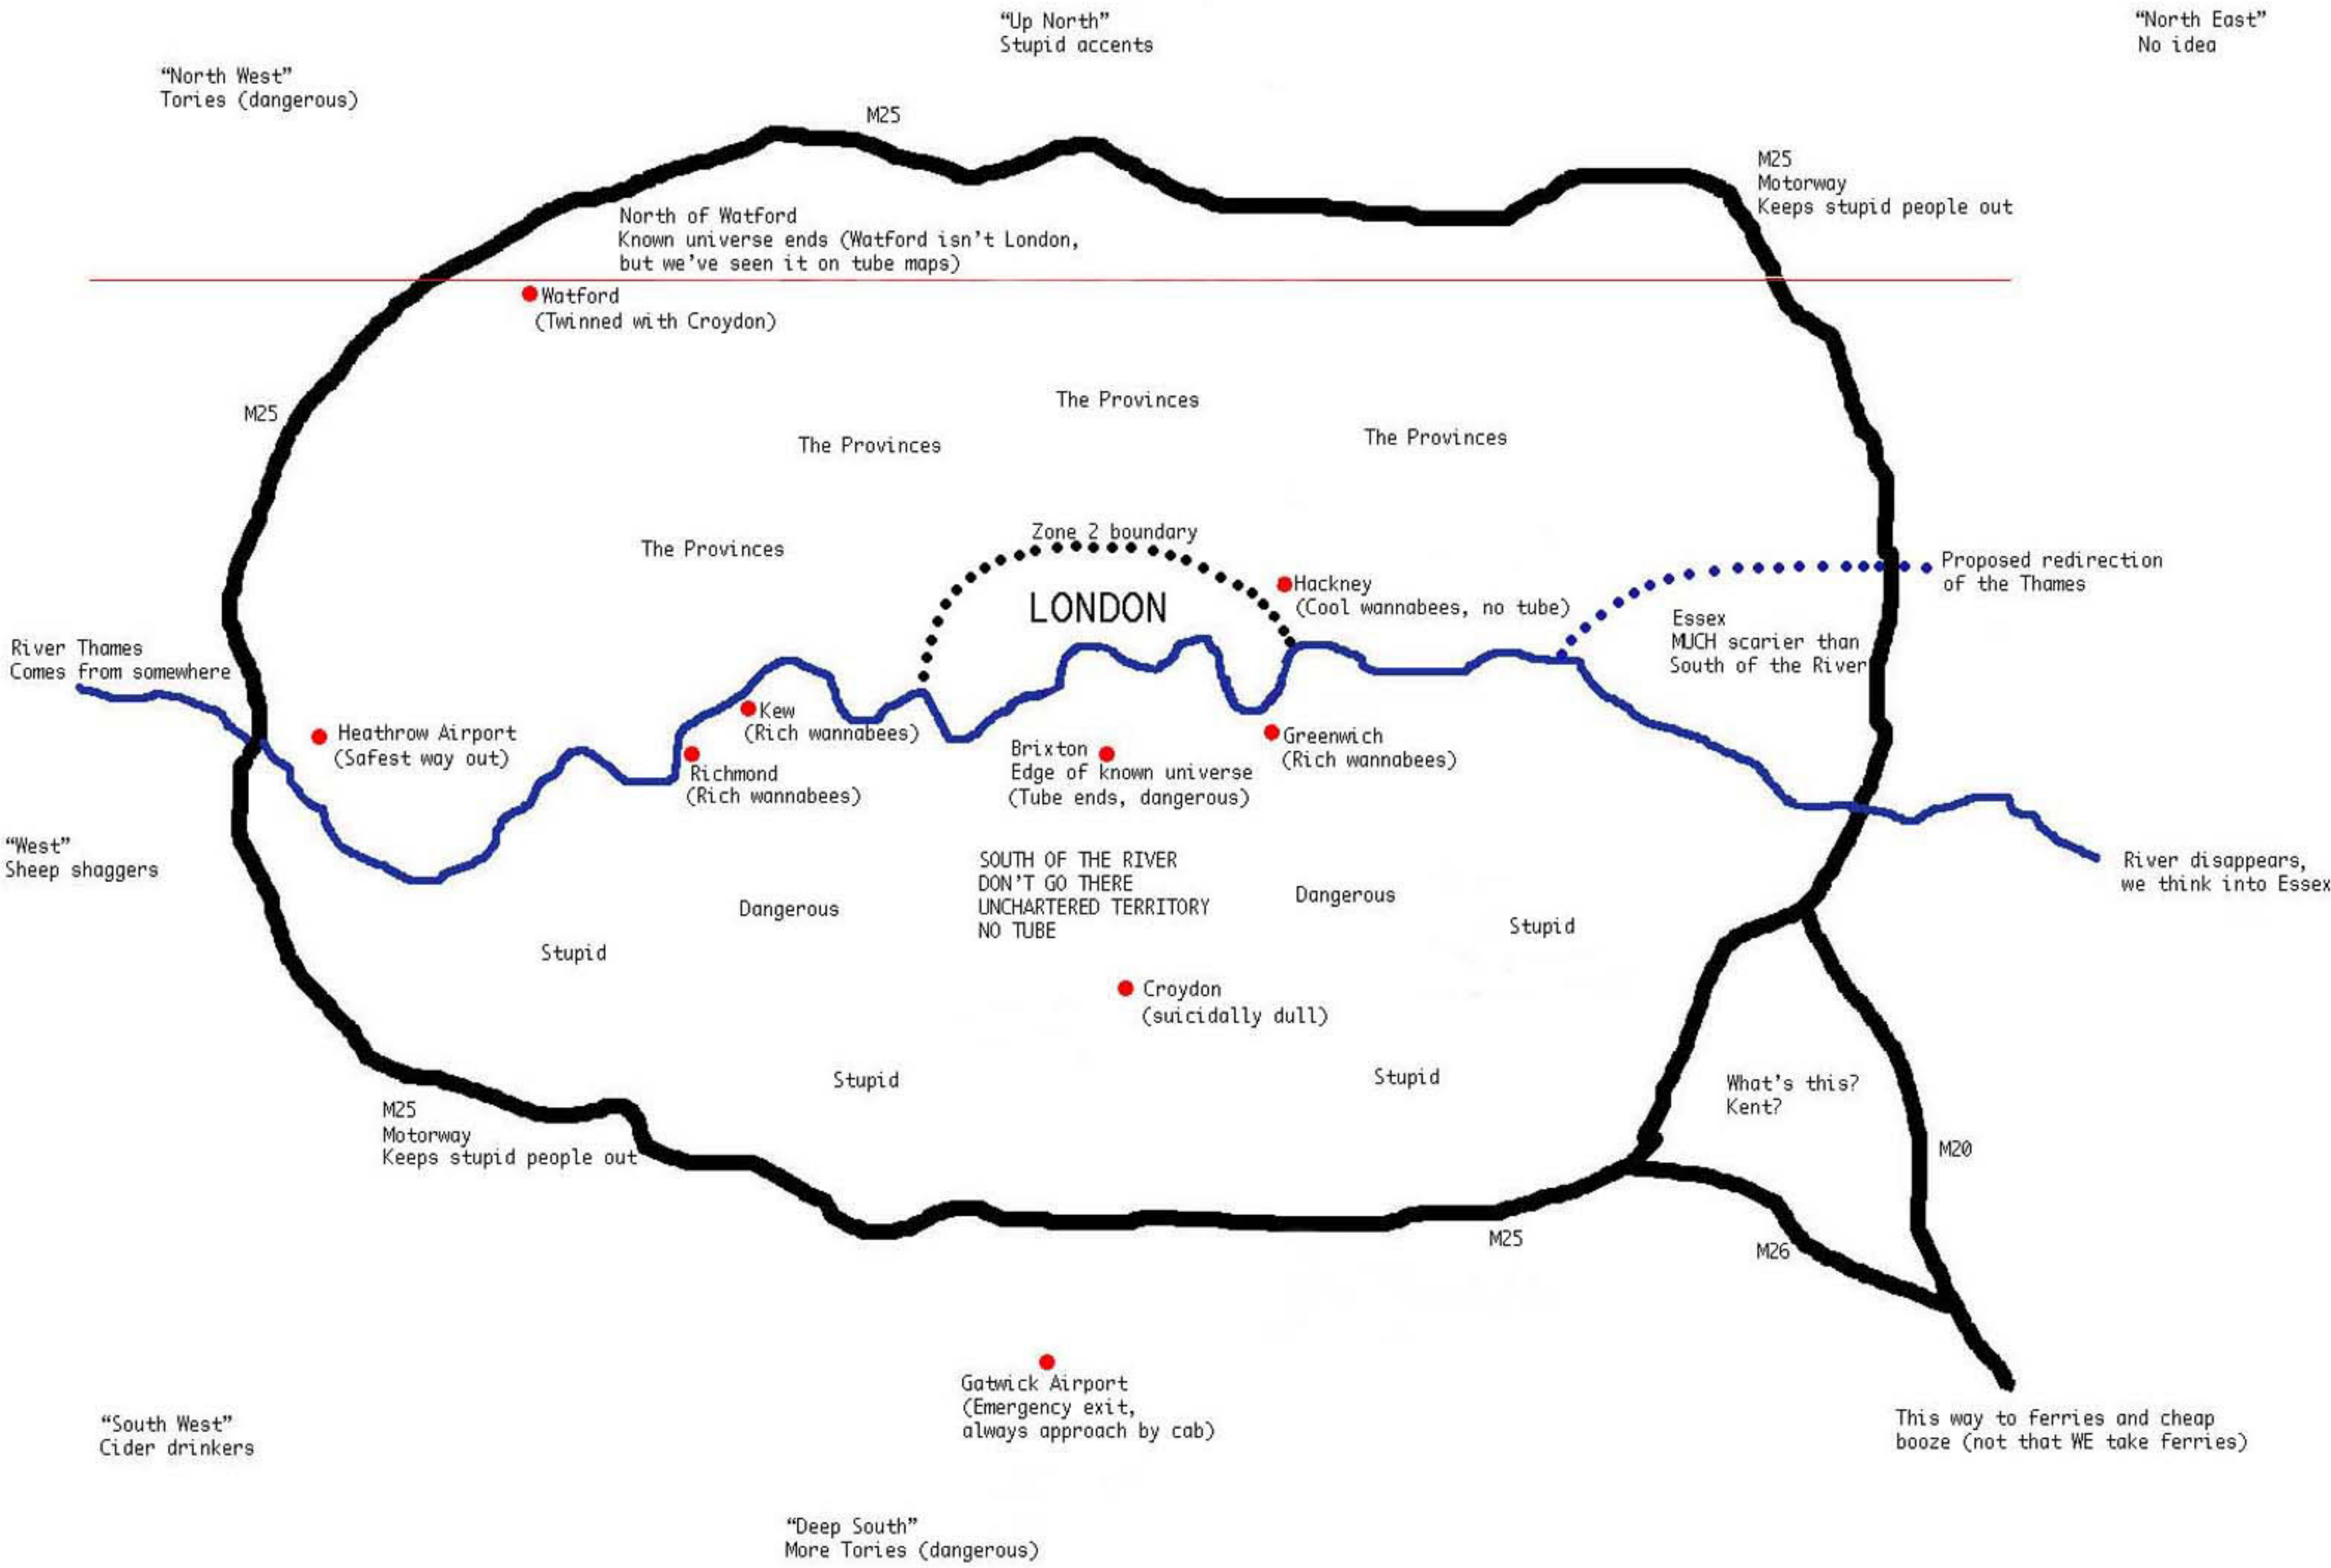 “Up North”
Stupid accents
“North East”
No idea
“North West”
Tories (dangerous)
M25
M25
Motorway
Keeps stupid people out
North of Watford
Known universe ends (Watford isn’t London,
but we’ve seen it on tube maps)
Watford
(Twinned with Croydon)
M25
The Provinces
The Provinces
The Provinces
The Provinces
Zone 2 boundary
LONDON
Hackney
(Cool wannabees, no tube)
Proposed redirection
of the Thames
Essex
MUCH scarier than
South of the River
River Thames
Comes from somewhere
Heathrow Airport
(Safest way out)
Kew
(Rich wannabees)
Richmond
(Rich wannabees)
Brixton
Edge of known universe
(Tube ends, dangerous)
Greenwich
(Rich wannabees)
“West”
Sheep shaggers
River disappears,
we think into Essex
SOUTH OF THE RIVER
DON’T GO THERE
UNCHARTERED TERRITORY
NO TUBE
Dangerous
Dangerous
Stupid
Stupid
Croydon
(suicidally dull)
Stupid
Stupid
What’s this?
Kent?
M25
Motorway
Keeps stupid people out
M20
M25
M26
Gatwick Airport
(Emergency exit,
always approach by cab)
“South West”
Cider drinkers
This way to ferries and cheap
booze (not that WE take ferries)
“Deep South”
More Tories (dangerous)